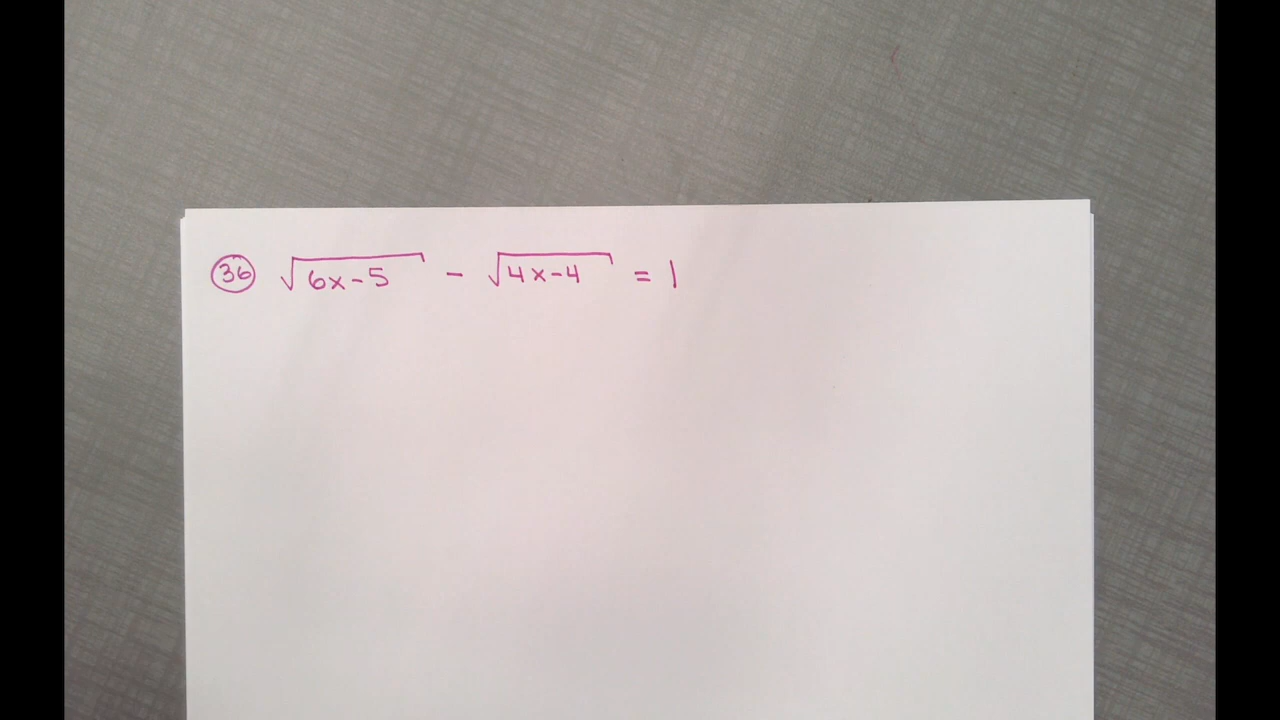 ㊱ √(6x-5) - √(4x-4) = 1